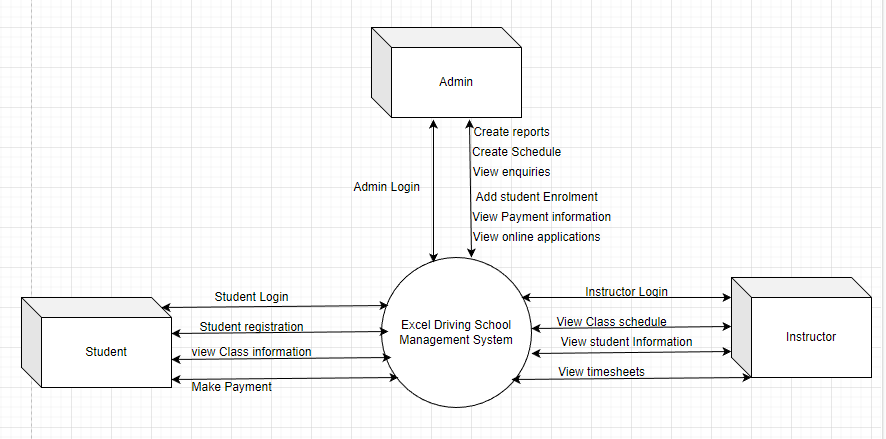 Admin
Create reports
Create Schedule
View enquiries
Admin Login
Add student Enrolment
View Payment information
View online applications
Student Login
Student registration
view Class information
Make Payment
Student
Excel Driving School
Management System
Instructor Login
View Class schedule
View student Information
View timesheets
Instructor